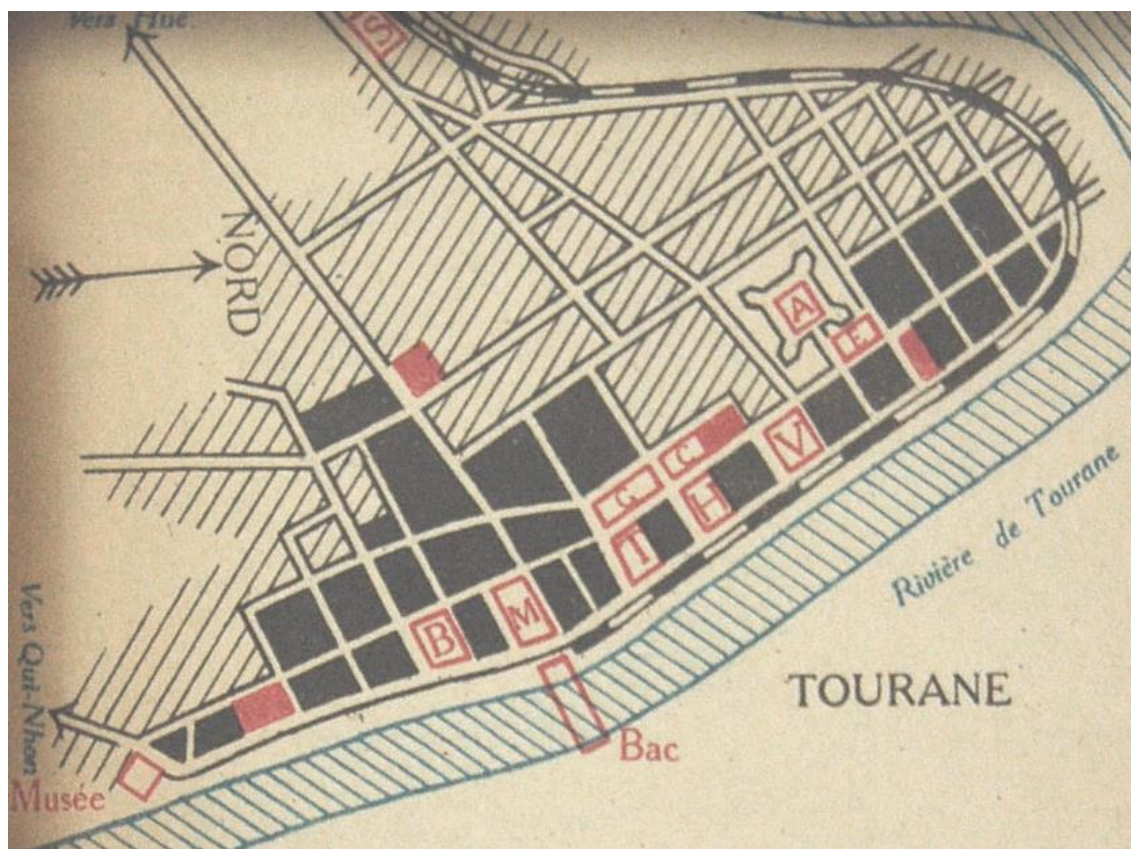 Vers Hué.
S
NORD
A
E
V
C
G
H
T
M
B
Rivière de Tourane
TOURANE
Vers Qui-Nhon
Bac
Musée